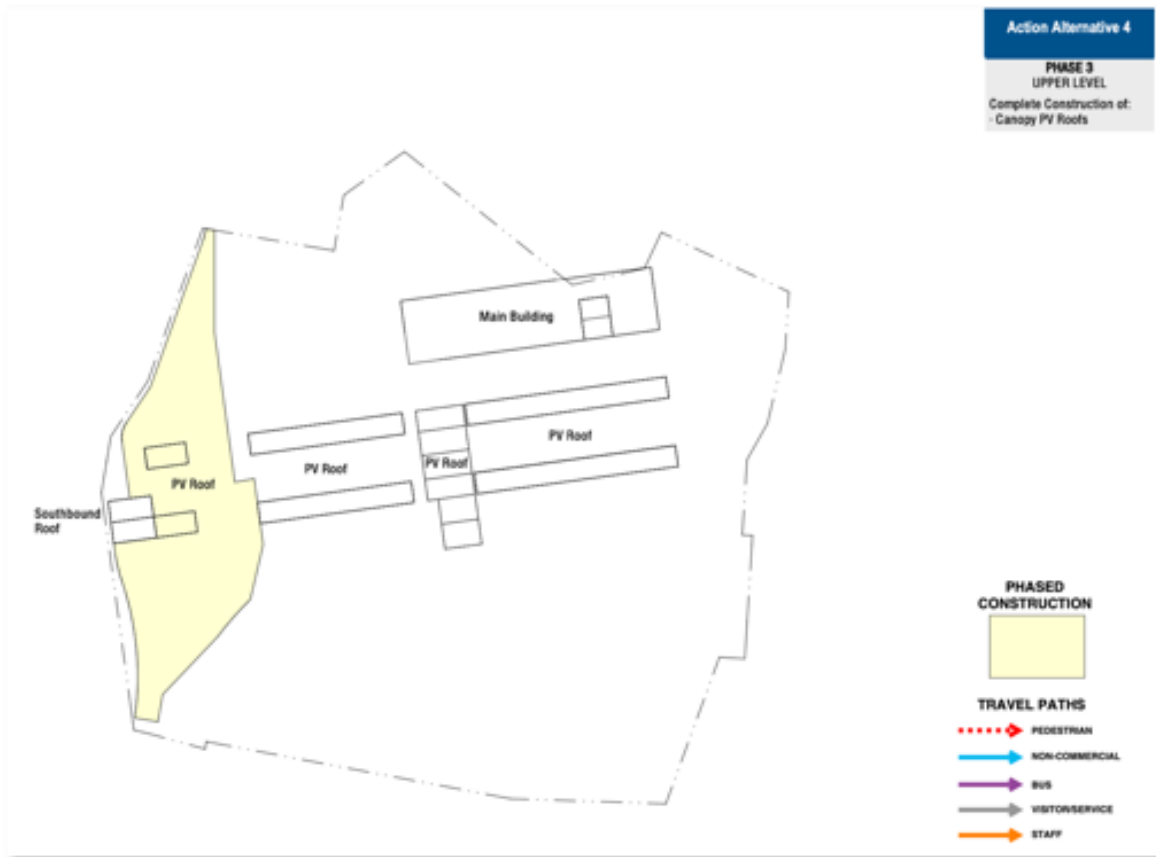 Action Alternative 4
PHASE 3
UPPER LEVEL
Complete Construction of:
- Canopy PV Roofs
Main Building
PV Roof
PV Roof
PV Roof
PV Roof
Southbound
Roof
PHASED
CONSTRUCTION
TRAVEL PATHS
PEDESTRIAN
NON-COMMERCIAL
BUS
VISITOR/SERVICE
STAFF